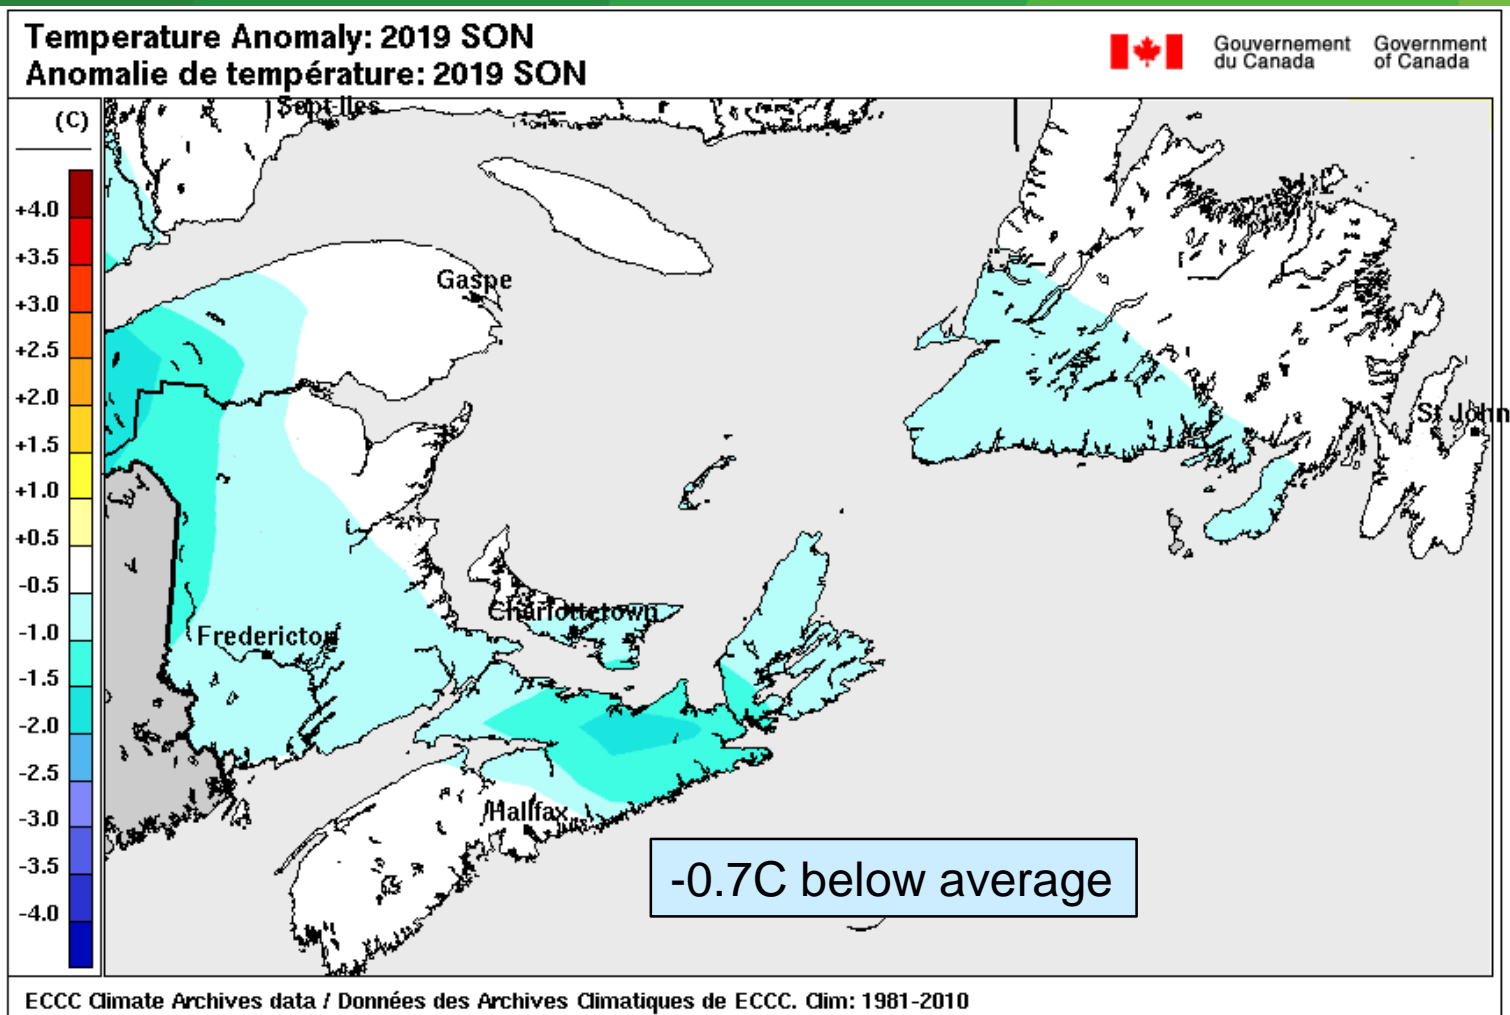 Temperature Anomaly: 2019 SON
Anomalie de température: 2019 SON
Gouvernement du Canada
Government of Canada
(C)
+4.0
+3.5
+3.0
+2.5
+2.0
+1.5
+1.0
+0.5
-0.5
-1.0
-1.5
-2.0
-2.5
-3.0
-3.5
-4.0
Sept-Iles
Gaspe
St John
Charlottetown
Fredericton
Halifax
-0.7C below average
ECCC Climate Archives data / Données des Archives Climatiques de ECCC. Clim: 1981-2010